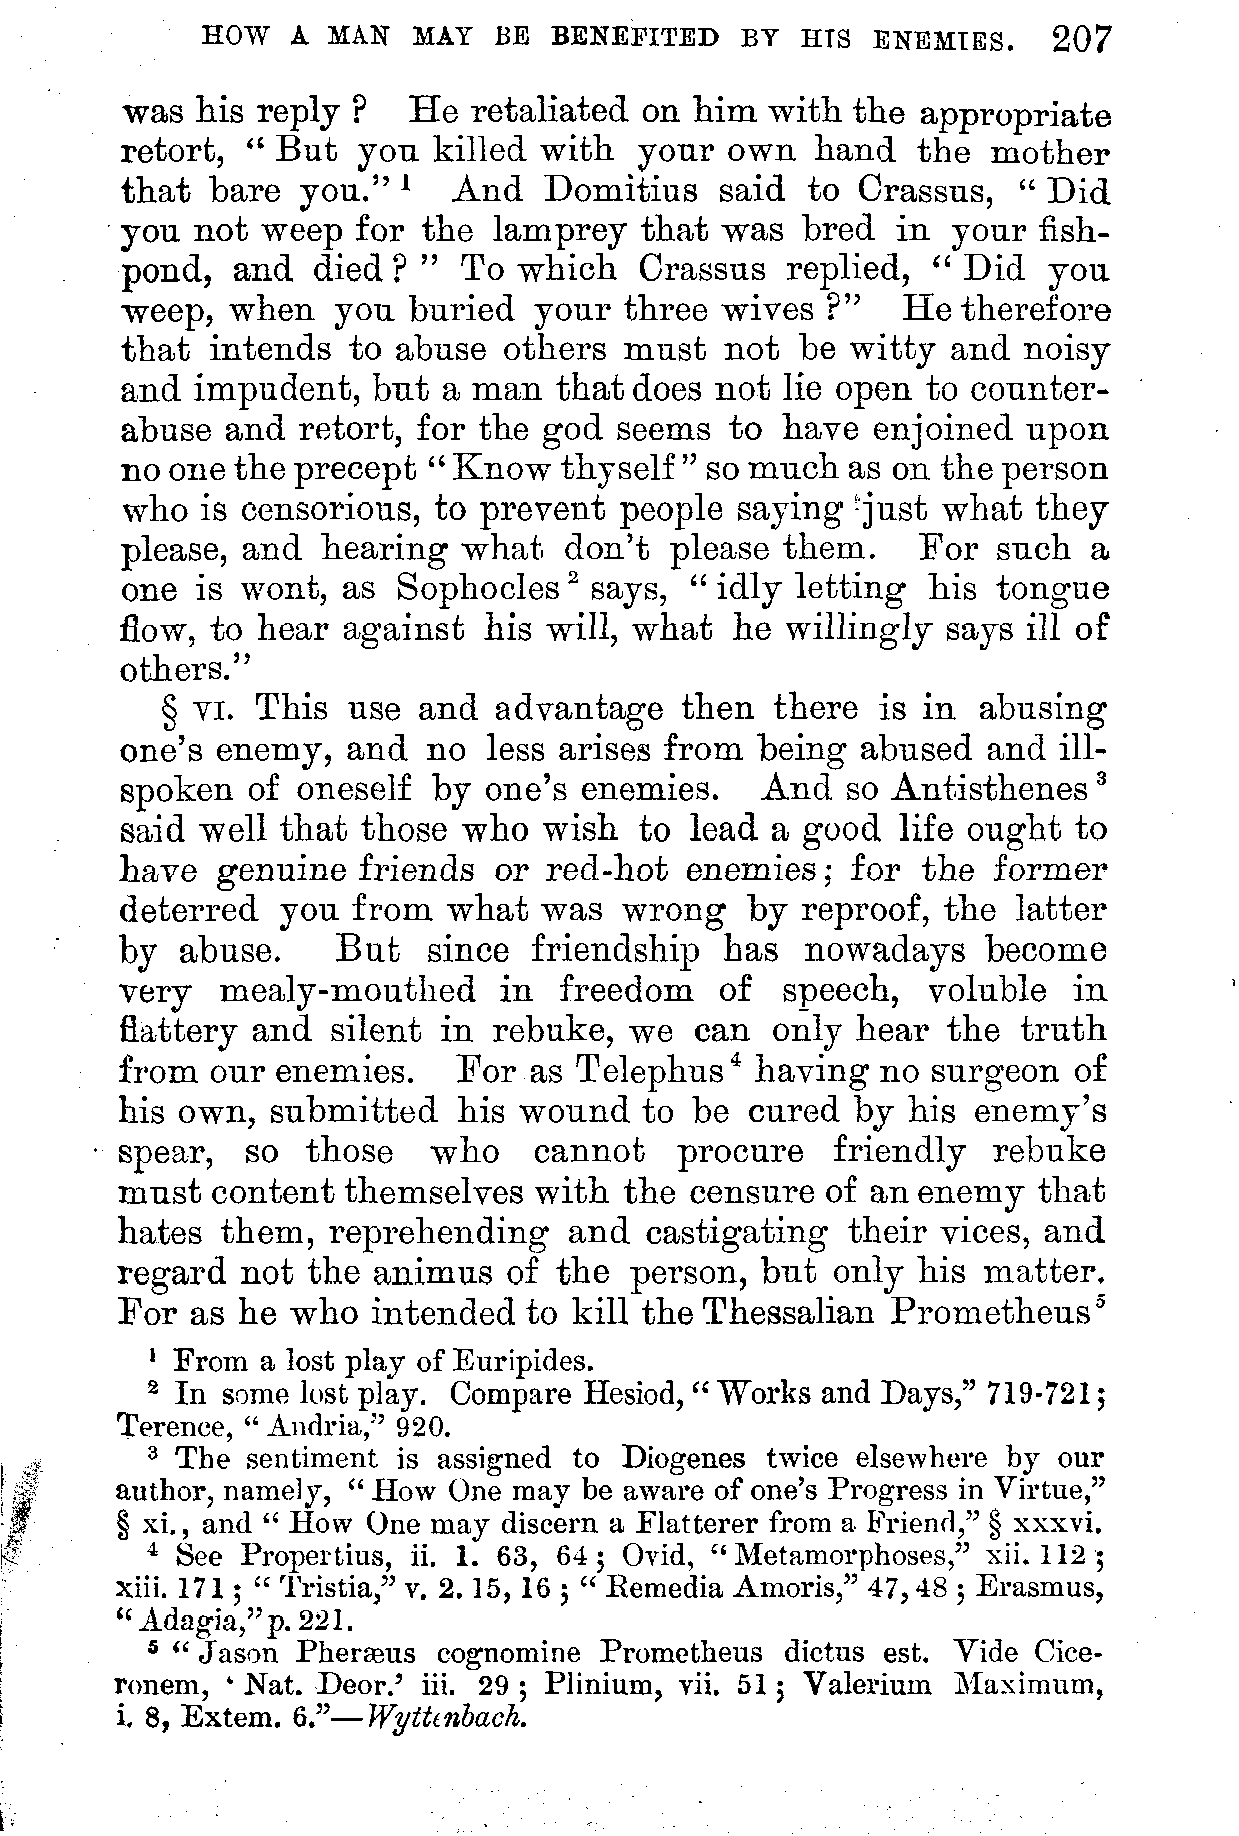 HOW A MAN MAY BE BENEFITED BY HIS ENEMIES. 207
was his reply ? He retaliated on him with the appropriate
retort, “ But you killed with your own hand the mother
that bare you.” ¹ And Domitius said to Crassus, “ Did
you not weep for the lamprey that was bred in your fish-
pond, and died ? ” To which Crassus replied, “ Did you
weep, when you buried your three wives ?” He therefore
that intends to abuse others must not be witty and noisy
and impudent, but a man that does not lie open to counter-
abuse and retort, for the god seems to have enjoined upon
no one the precept “ Know thyself ” so much as on the person
who is censorious, to prevent people saying just what they
please, and hearing what don’t please them. For such a
one is wont, as Sophocles ² says, “ idly letting his tongue
flow, to hear against his will, what he willingly says ill of
others.”
§ VI. This use and advantage then there is in abusing
one’s enemy, and no less arises from being abused and ill-
spoken of oneself by one’s enemies. And so Antisthenes ³
said well that those who wish to lead a good life ought to
have genuine friends or red-hot enemies ; for the former
deterred you from what was wrong by reproof, the latter
by abuse. But since friendship has nowadays become
very mealy-mouthed in freedom of speech, voluble in
flattery and silent in rebuke, we can only hear the truth
from our enemies. For as Telephus ⁴ having no surgeon of
his own, submitted his wound to be cured by his enemy’s
spear, so those who cannot procure friendly rebuke
must content themselves with the censure of an enemy that
hates them, reprehending and castigating their vices, and
regard not the animus of the person, but only his matter.
For as he who intended to kill the Thessalian Prometheus ⁵
¹ From a lost play of Euripides.
² In some lost play. Compare Hesiod, “ Works and Days,” 719-721 ;
Terence, “ Andria,” 920.
³ The sentiment is assigned to Diogenes twice elsewhere by our
author, namely, “ How One may be aware of one’s Progress in Virtue,”
§ xi., and “ How One may discern a Flatterer from a Friend,” § xxxvi.
⁴ See Propertius, ii. 1. 63, 64 ; Ovid, “ Metamorphoses,” xii. 112 ;
xiii. 171 ; “ Tristia,” v. 2. 15, 16 ; “ Remedia Amoris,” 47, 48 ; Erasmus,
“ Adagia,” p. 221.
⁵ “ Jason Pheræus cognomine Prometheus dictus est. Vide Cice-
ronem, ‘ Nat. Deor.’ iii. 29 ; Plinium, vii. 51 ; Valerium Maximum,
i. 8, Extem. 6.”—Wyttenbach.